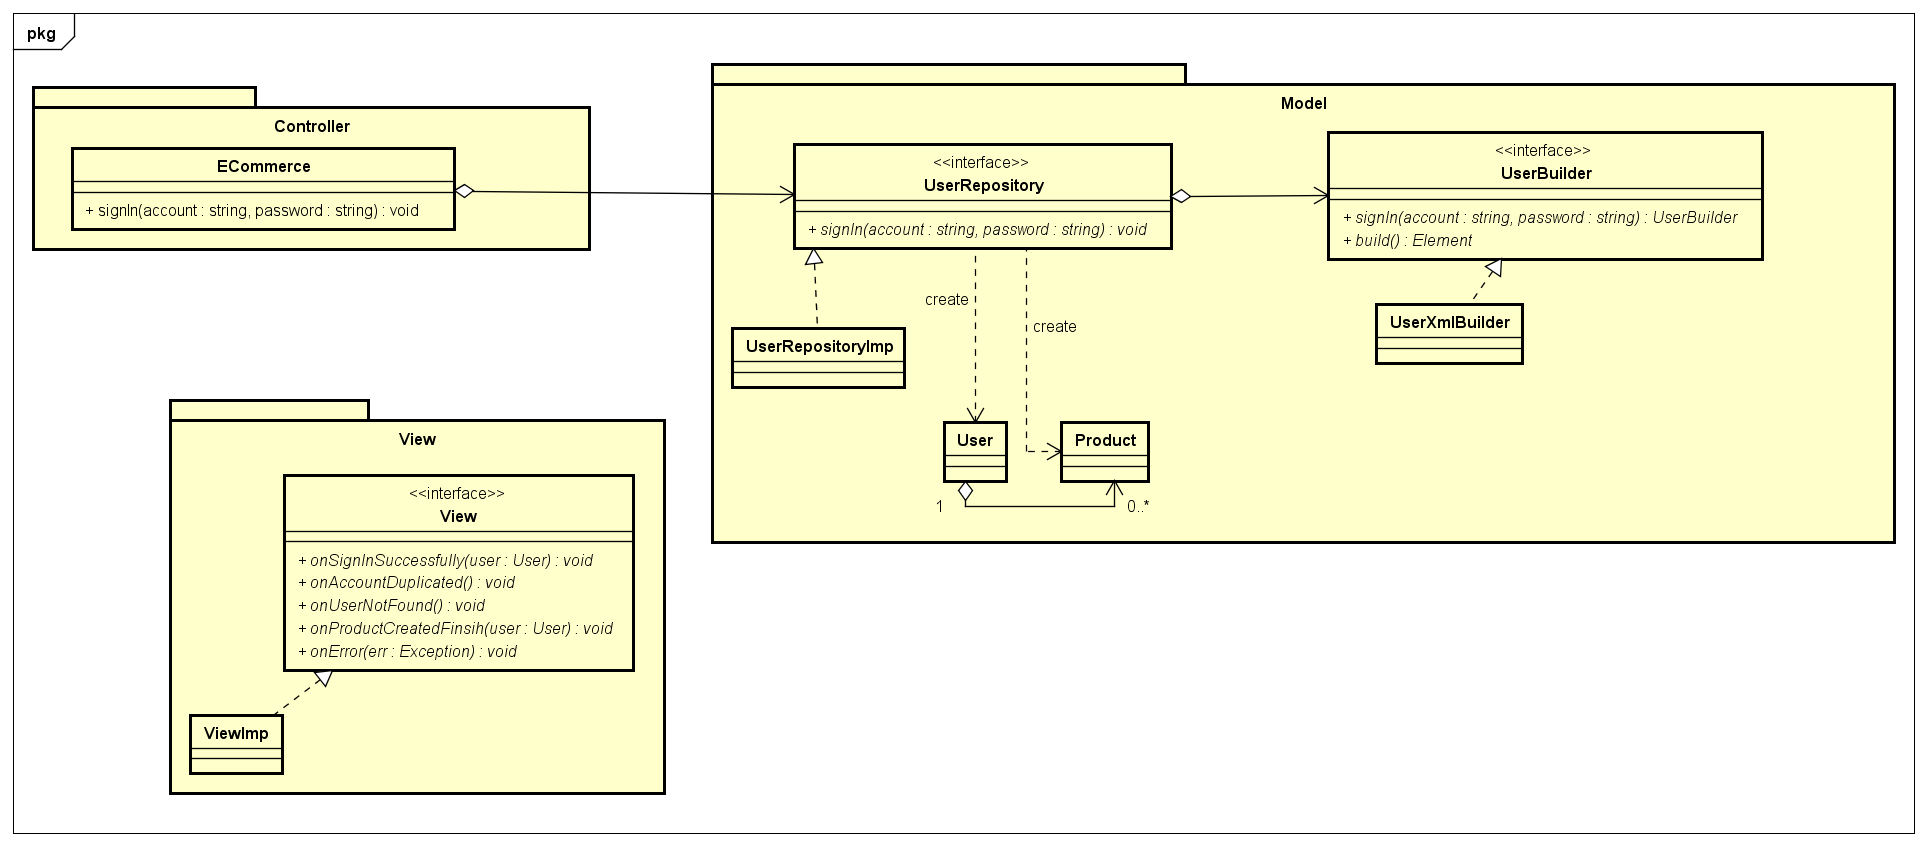 pkg
Controller
ECommerce
+ signIn(account : string, password : string) : void
Model
<<interface>>
UserRepository
+ signIn(account : string, password : string) : void
<<interface>>
UserBuilder
+ signIn(account : string, password : string) : UserBuilder
+ build() : Element
create
create
UserRepositoryImp
UserXmlBuilder
User
Product
1
0..*
View
<<interface>>
View
+ onSignInSuccessfully(user : User) : void
+ onAccountDuplicated() : void
+ onUserNotFound() : void
+ onProductCreatedFinsih(user : User) : void
+ onError(err : Exception) : void
ViewImp